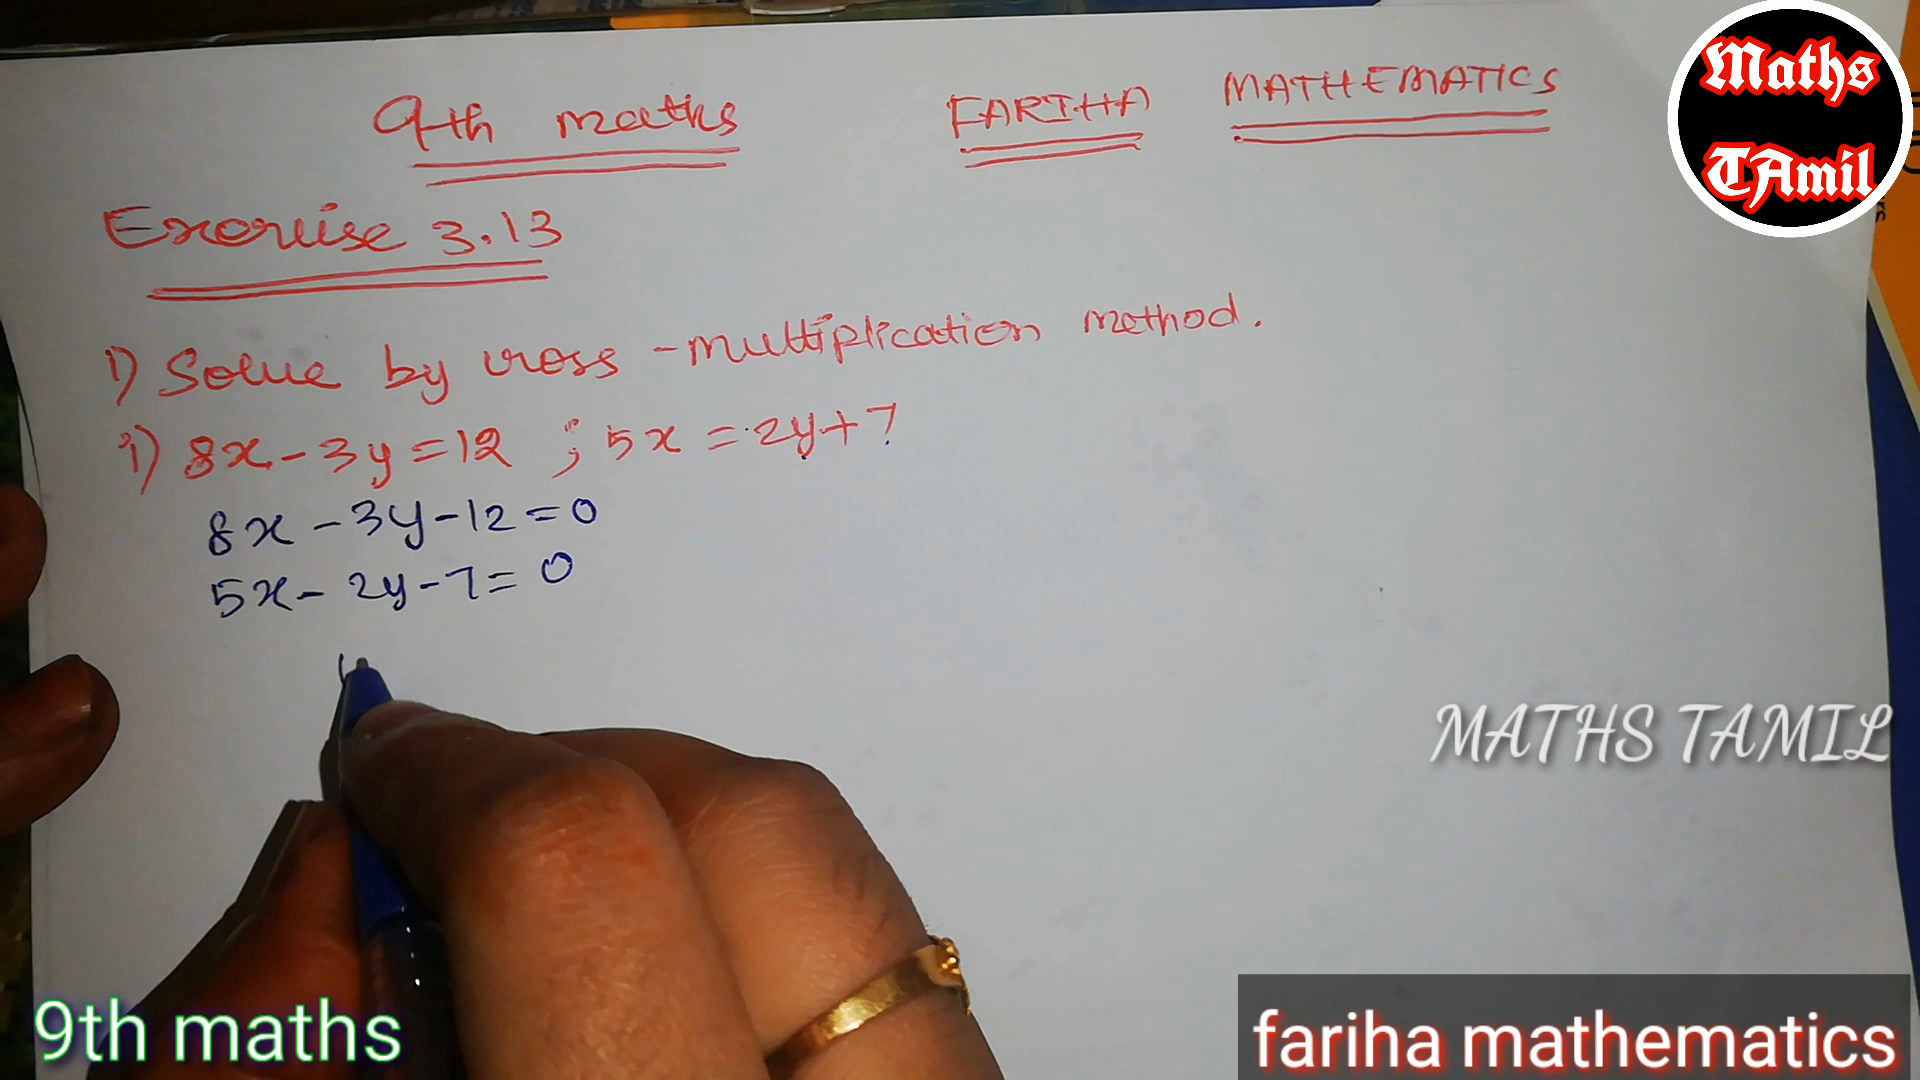 9th maths FARIHA MATHEMATICS
Maths
TAmil
Exercise 3.13
1) Solve by cross - multiplication method.
i) 8x - 3y = 12 ; 5x = 2y + 7
8x - 3y - 12 = 0
5x - 2y - 7 = 0
MATHS TAMIL
9th maths
fariha mathematics